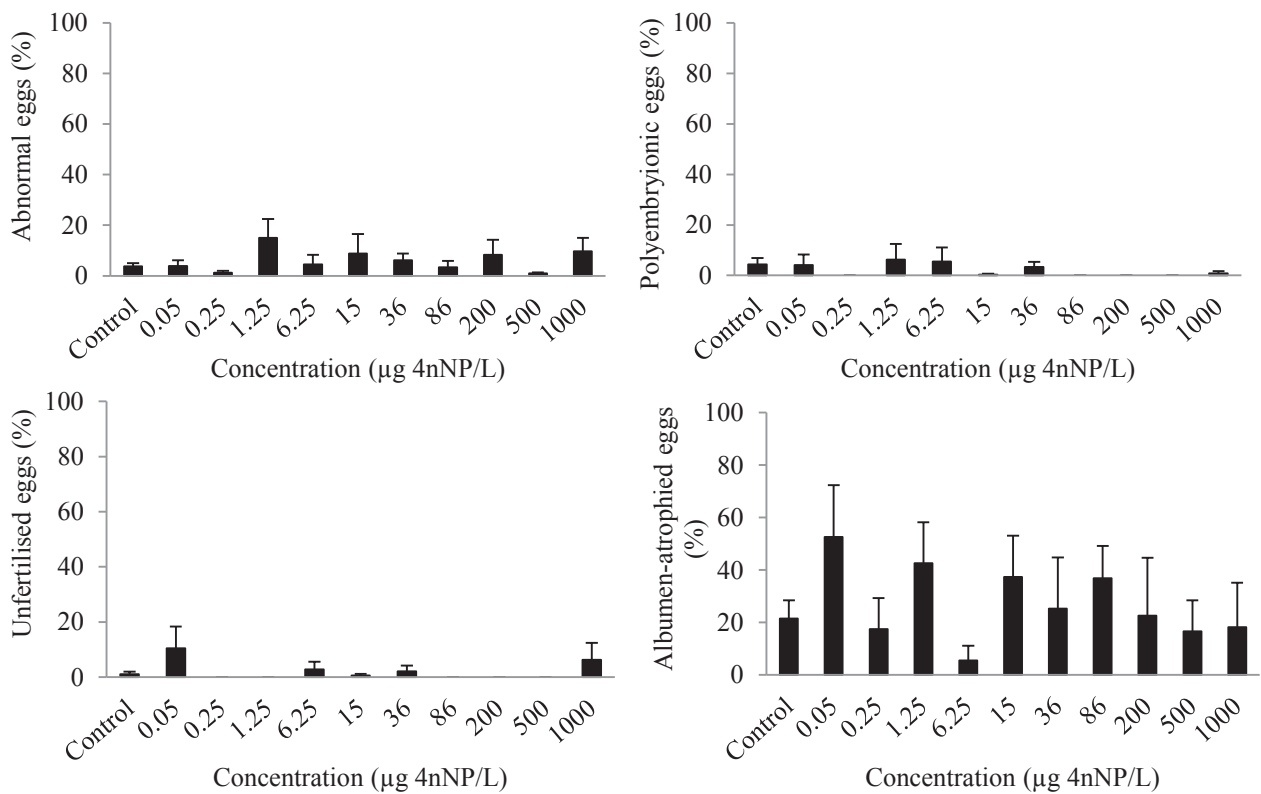 Abnormal eggs (%)
100
80
60
40
20
0
Control 0.05 0.25 1.25 6.25 15 36 86 200 500 1000
Concentration (µg 4nNP/L)
Polyembryionic eggs (%)
100
80
60
40
20
0
Control 0.05 0.25 1.25 6.25 15 36 86 200 500 1000
Concentration (µg 4nNP/L)
Unfertilised eggs (%)
100
80
60
40
20
0
Control 0.05 0.25 1.25 6.25 15 36 86 200 500 1000
Concentration (µg 4nNP/L)
Albumen-atrophied eggs
(%)
100
80
60
40
20
0
Control 0.05 0.25 1.25 6.25 15 36 86 200 500 1000
Concentration (µg 4nNP/L)